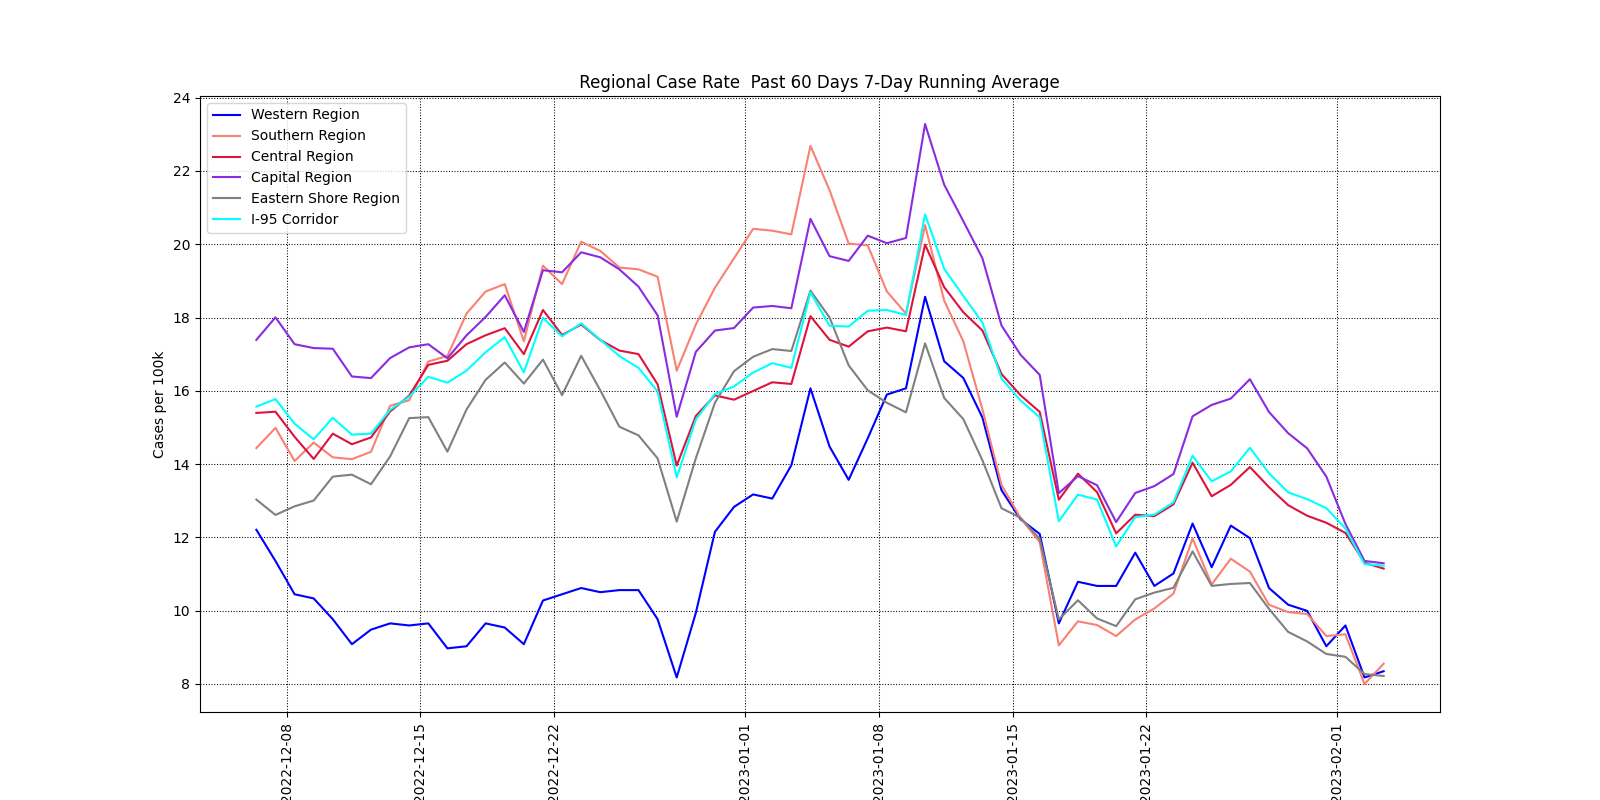 Regional Case Rate  Past 60 Days 7-Day Running Average
Cases per 100k
24
22
20
18
16
14
12
10
8
Western Region
Southern Region
Central Region
Capital Region
Eastern Shore Region
I-95 Corridor
2022-12-08
2022-12-15
2022-12-22
2023-01-01
2023-01-08
2023-01-15
2023-01-22
2023-02-01